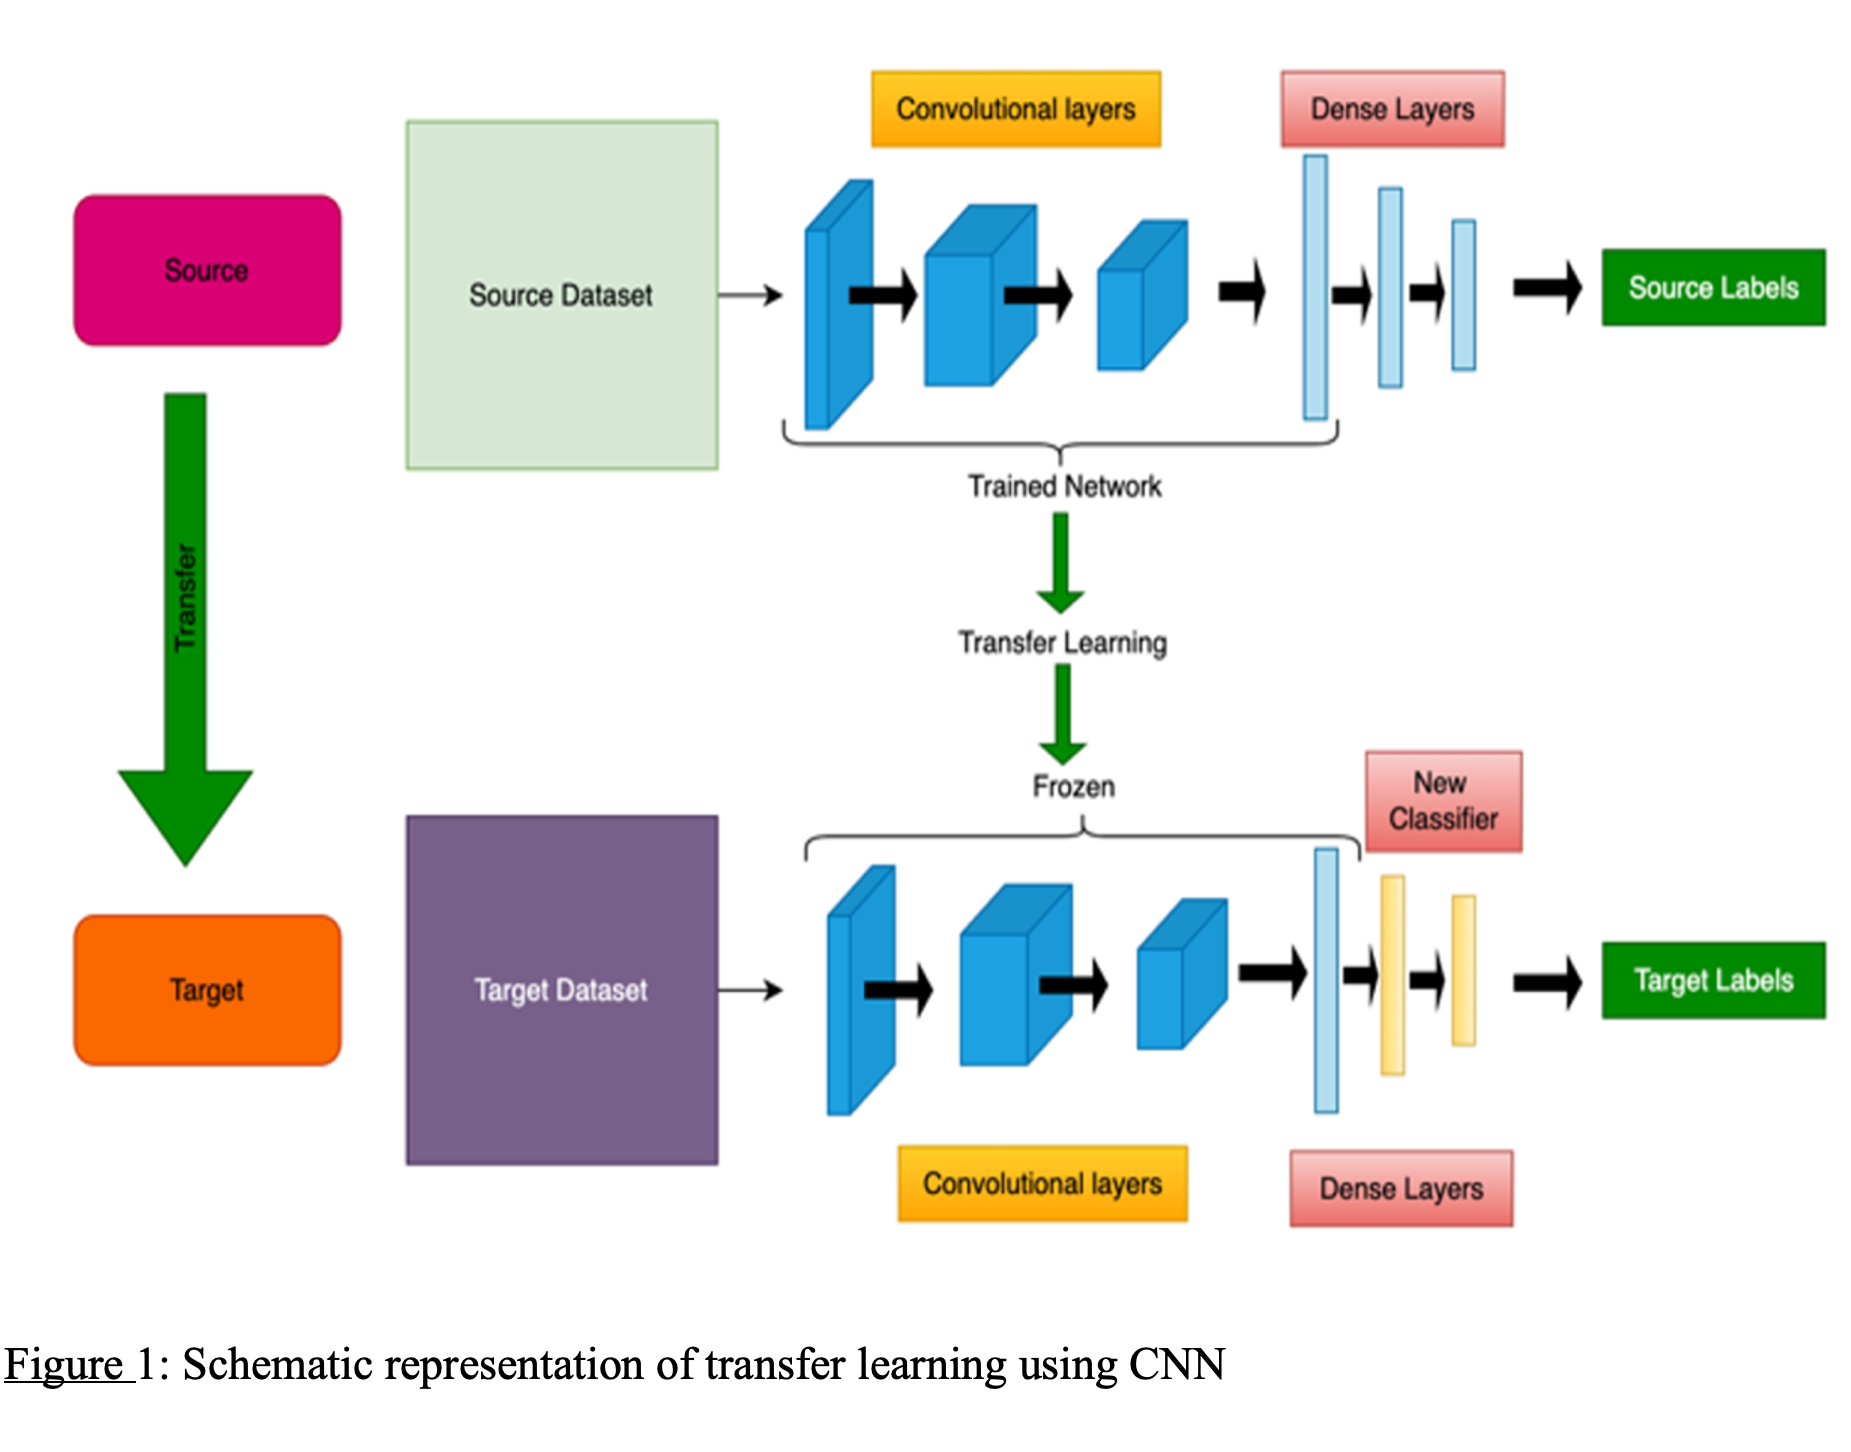 Convolutional layers
Dense Layers
Source
Source Dataset
Source Labels
Trained Network
Transfer
Transfer Learning
Frozen
New
Classifier
Target
Target Dataset
Target Labels
Convolutional layers
Dense Layers
Figure 1: Schematic representation of transfer learning using CNN